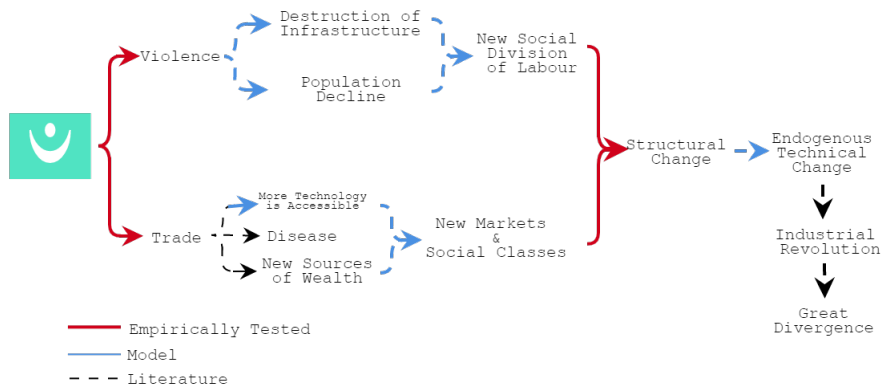 Violence
Destruction of
Infrastructure
Population
Decline
New Social
Division
of Labour
Trade
More Technology
is Accessible
Disease
New Sources
of Wealth
New Markets
&
Social Classes
Structural
Change
Endogenous
Technical
Change
Industrial
Revolution
Great
Divergence
Empirically Tested
Model
Literature